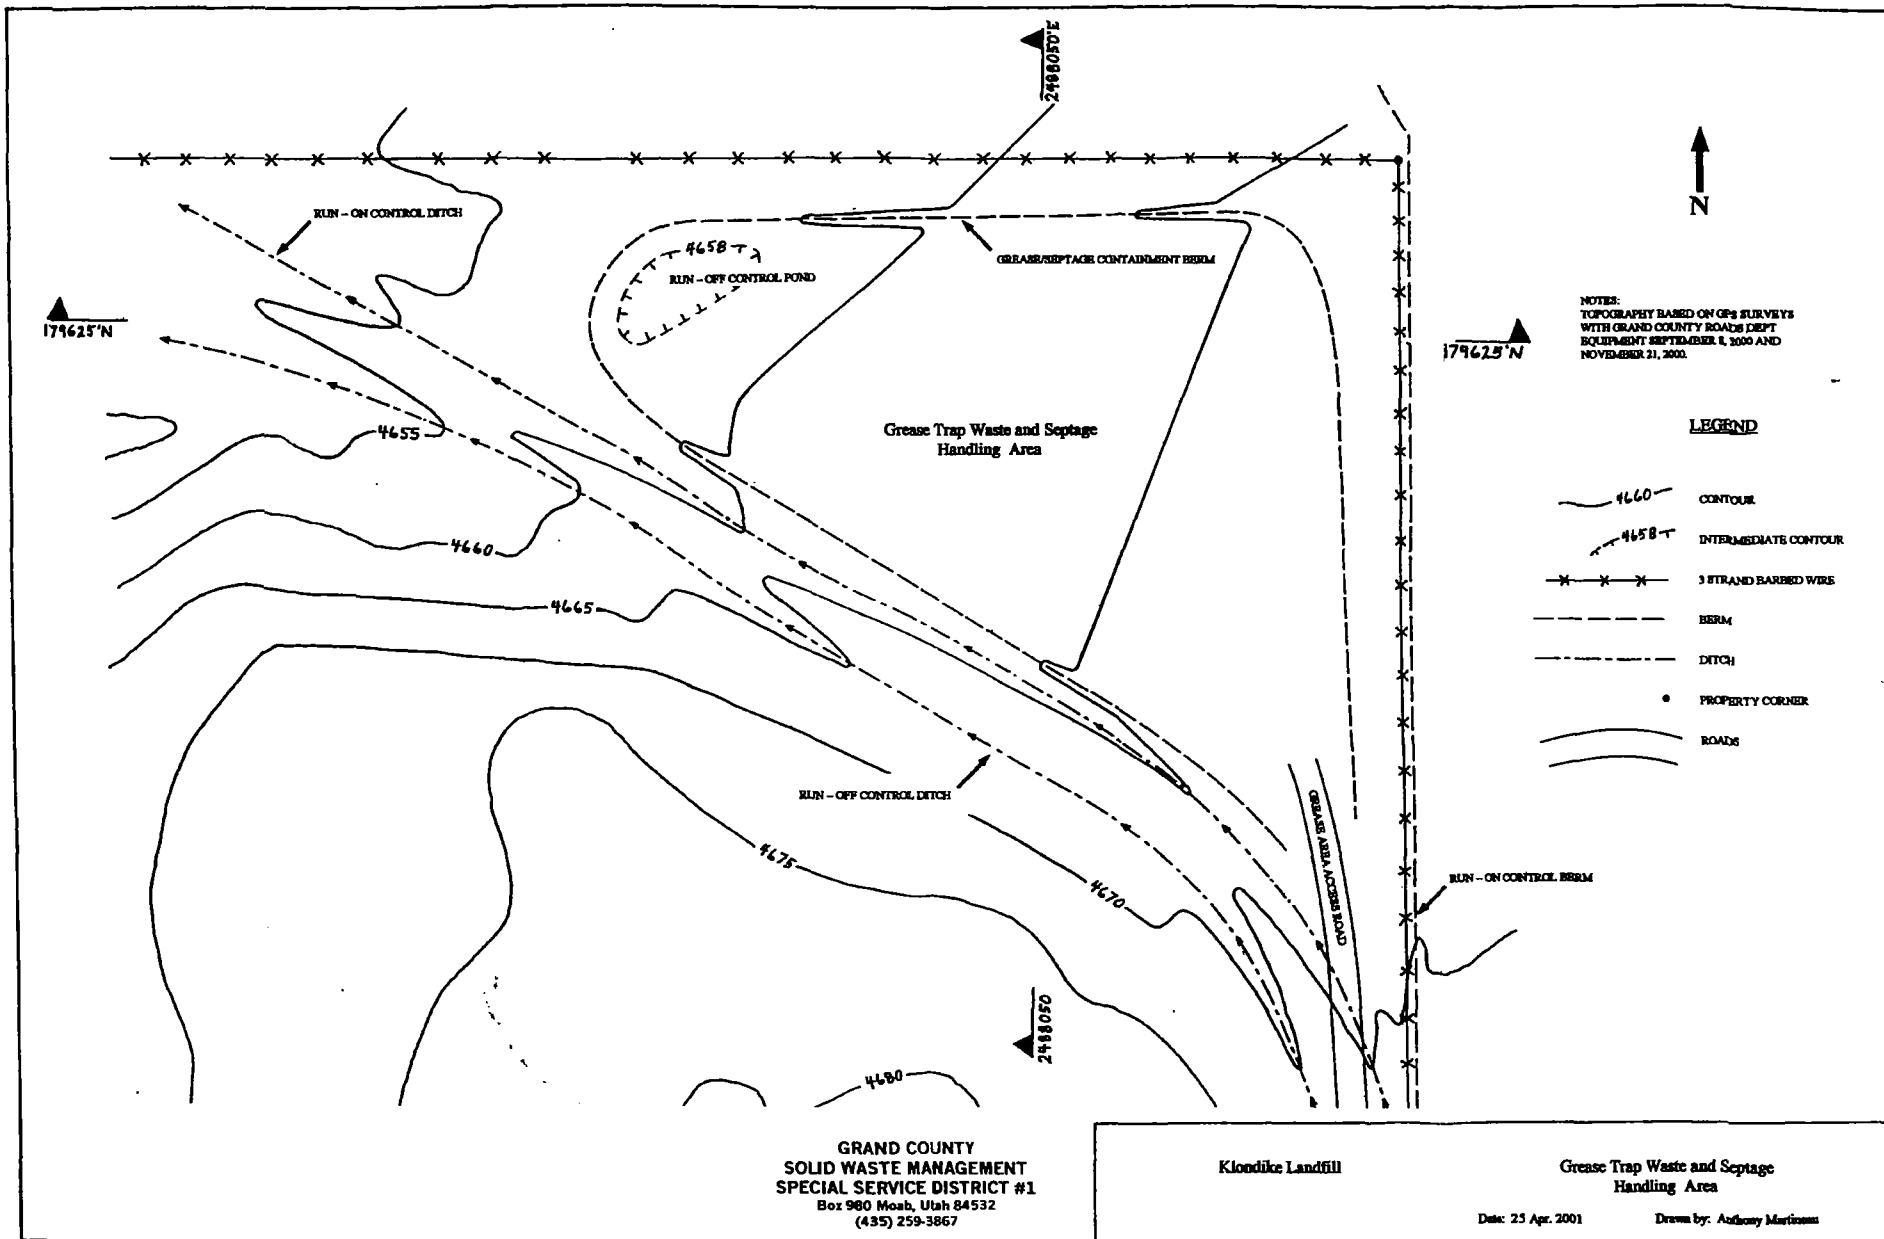 2488050'E
RUN-ON CONTROL DITCH
N
4658
RUN-OFF CONTROL POND
GREASE/SEPTAGE CONTAINMENT BERM
179625'N
179625'N
NOTES:
TOPOGRAPHY BASED ON GPS SURVEYS
WITH GRAND COUNTY ROADS DEPT
EQUIPMENT SEPTEMBER 8, 2000 AND
NOVEMBER 21, 2000.
4655
Grease Trap Waste and Septage
Handling Area
LEGEND
4660 CONTOUR
4658 INTERMEDIATE CONTOUR
3 STRAND BARBED WIRE
BERM
DITCH
PROPERTY CORNER
ROADS
4660
4665
RUN-OFF CONTROL DITCH
GREASE AREA ACCESS ROAD
4675
4670
RUN-ON CONTROL BERM
2488050
4680
GRAND COUNTY
SOLID WASTE MANAGEMENT
SPECIAL SERVICE DISTRICT #1
Box 980 Moab, Utah 84532
(435) 259-3867
Klondike Landfill
Grease Trap Waste and Septage
Handling Area
Date: 25 Apr. 2001
Drawn by: Anthony Martineau